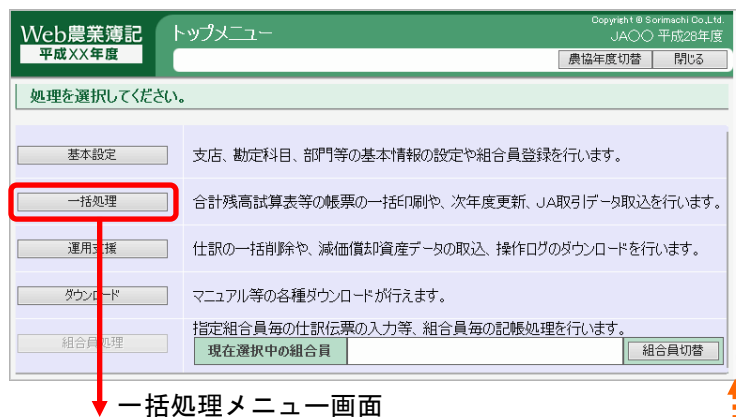 Web農業簿記
平成XX年度
トップメニュー
Copyright © Sorimachi Co.,Ltd.
JA○○ 平成28年度
農協年度切替 閉じる
処理を選択してください。
基本設定 支店、勘定科目、部門等の基本情報の設定や組合員登録を行います。
一括処理 合計残高試算表等の帳票の一括印刷や、次年度更新、JA取引データ取込を行います。
運用支援 仕訳の一括削除や、減価償却資産データの取込、操作ログのダウンロードを行います。
ダウンロード マニュアル等の各種ダウンロードが行えます。
組合員処理 指定組合員毎の仕訳伝票の入力等、組合員毎の記帳処理を行います。
現在選択中の組合員 組合員切替
一括処理メニュー画面